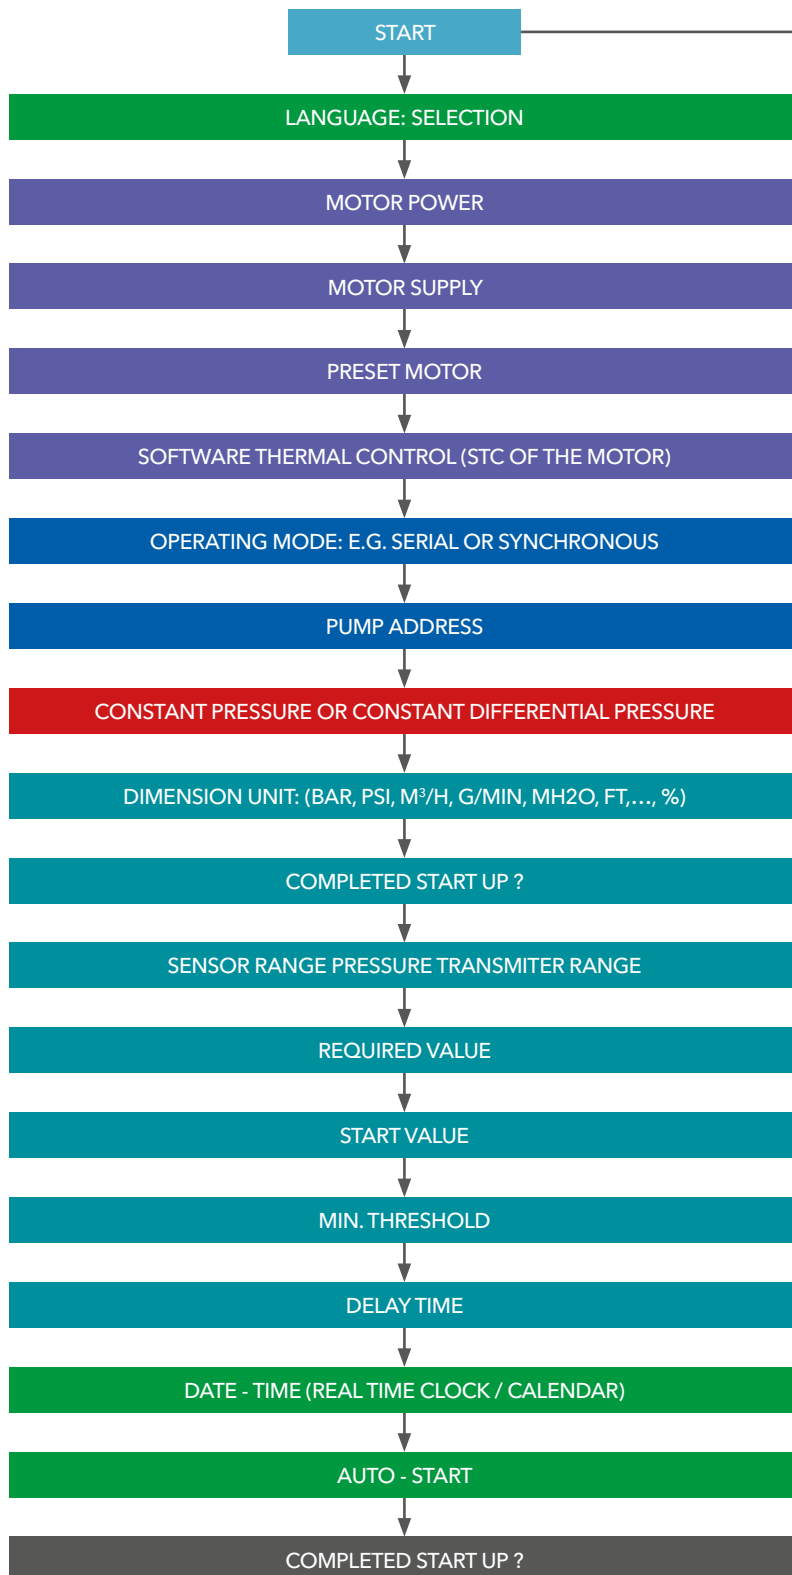 START
LANGUAGE: SELECTION
MOTOR POWER
MOTOR SUPPLY
PRESET MOTOR
SOFTWARE THERMAL CONTROL (STC OF THE MOTOR)
OPERATING MODE: E.G. SERIAL OR SYNCHRONOUS
PUMP ADDRESS
CONSTANT PRESSURE OR CONSTANT DIFFERENTIAL PRESSURE
DIMENSION UNIT: (BAR, PSI, M³/H, G/MIN, MH2O, FT,..., %)
COMPLETED START UP ?
SENSOR RANGE PRESSURE TRANSMITER RANGE
REQUIRED VALUE
START VALUE
MIN. THRESHOLD
DELAY TIME
DATE - TIME (REAL TIME CLOCK / CALENDAR)
AUTO - START
COMPLETED START UP ?